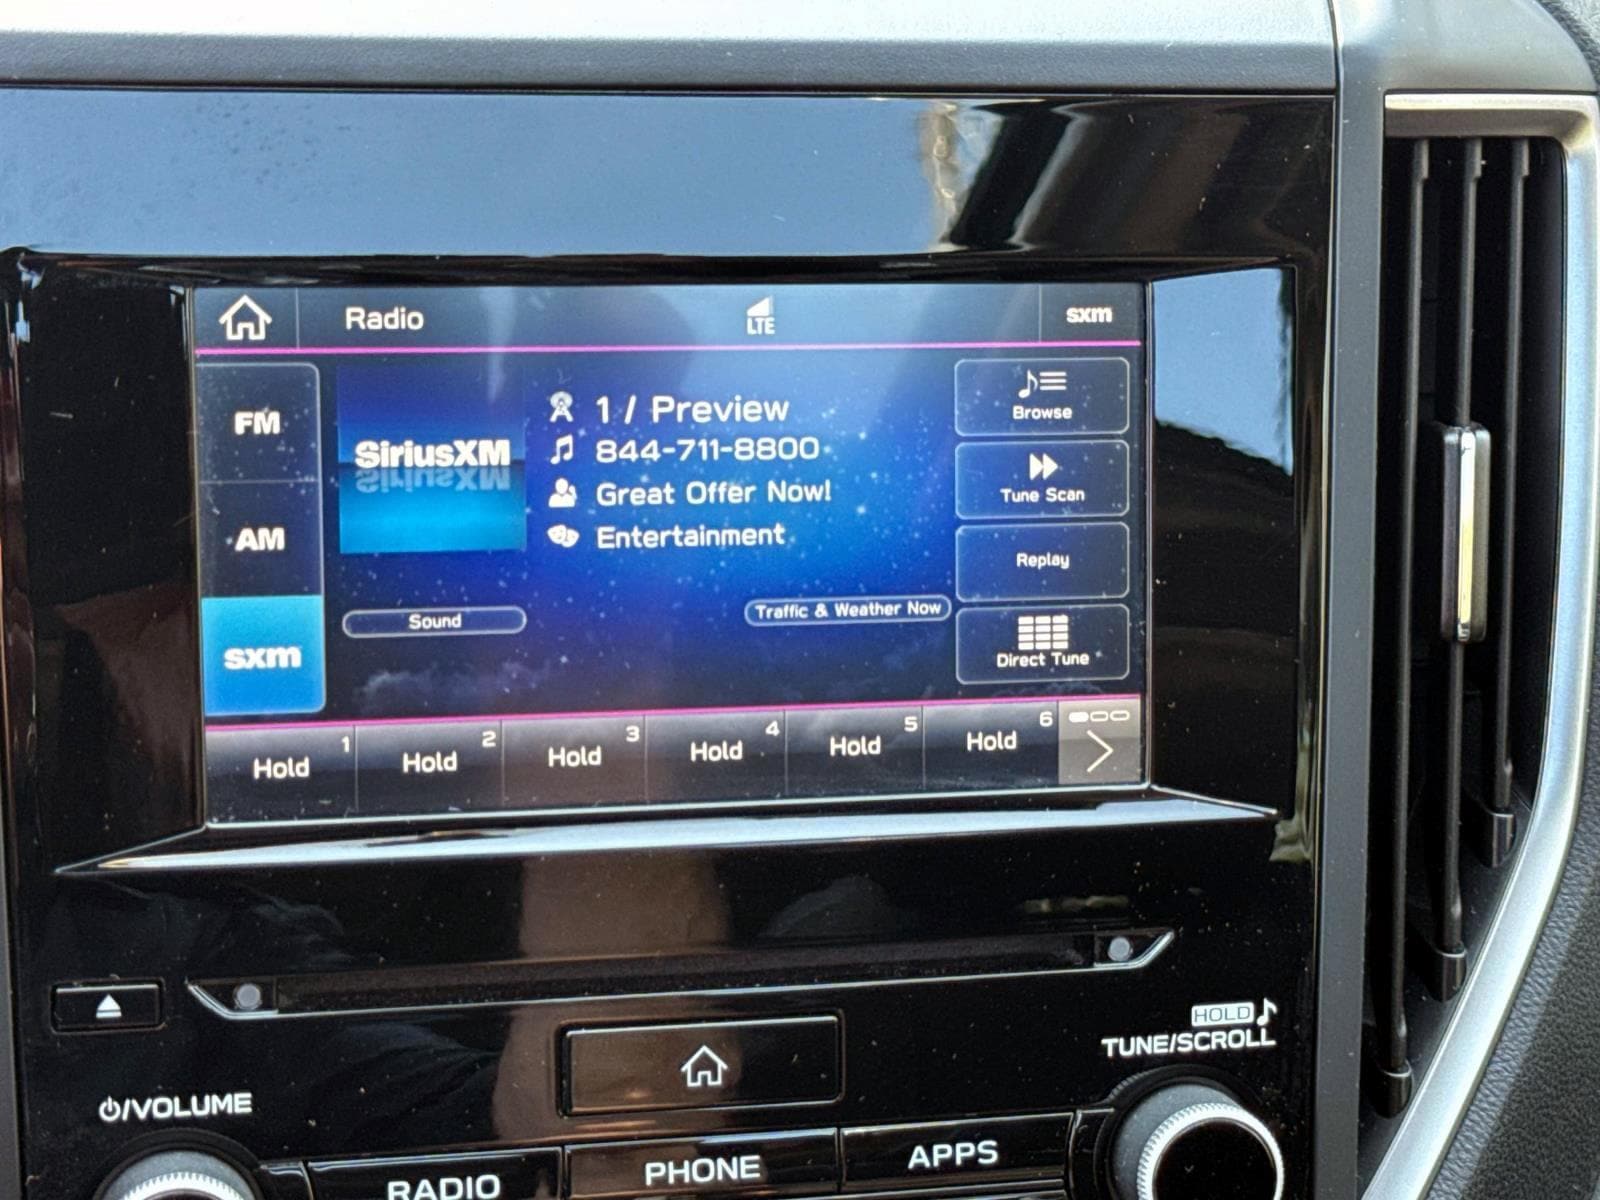 Radio
LTE
sxm
FM
AM
sxm
SiriusXM
1 / Preview
844-711-8800
Great Offer Now!
Entertainment
Browse
Tune Scan
Replay
Direct Tune
Sound
Traffic & Weather Now
1 Hold
2 Hold
3 Hold
4 Hold
5 Hold
6 Hold
HOLD
TUNE/SCROLL
/VOLUME
RADIO
PHONE
APPS